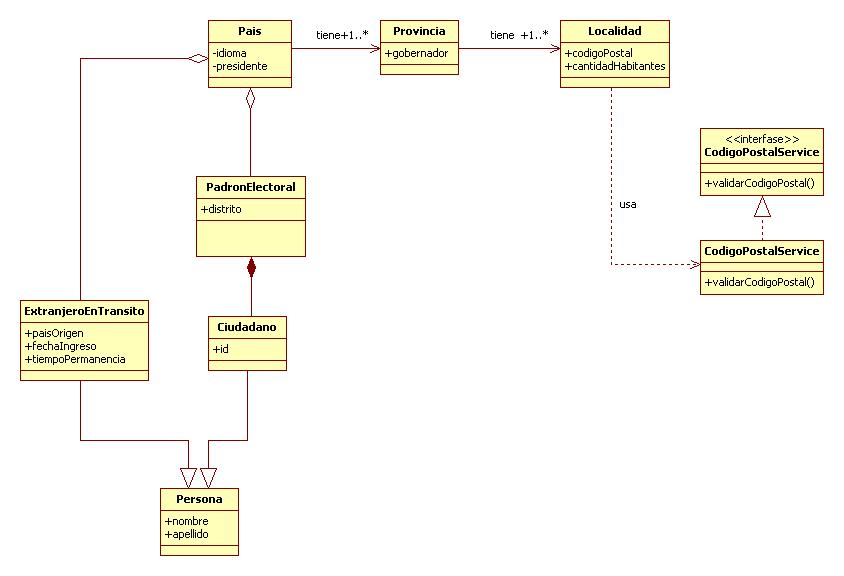 Pais
-idioma
-presidente
tiene+1..*
Provincia
+gobernador
tiene +1..*
Localidad
+codigoPostal
+cantidadHabitantes
<<interfase>>
CodigoPostalService
+validarCodigoPostal()
usa
CodigoPostalService
+validarCodigoPostal()
PadronElectoral
+distrito
ExtranjeroEnTransito
+paisOrigen
+fechaIngreso
+tiempoPermanencia
Ciudadano
+id
Persona
+nombre
+apellido